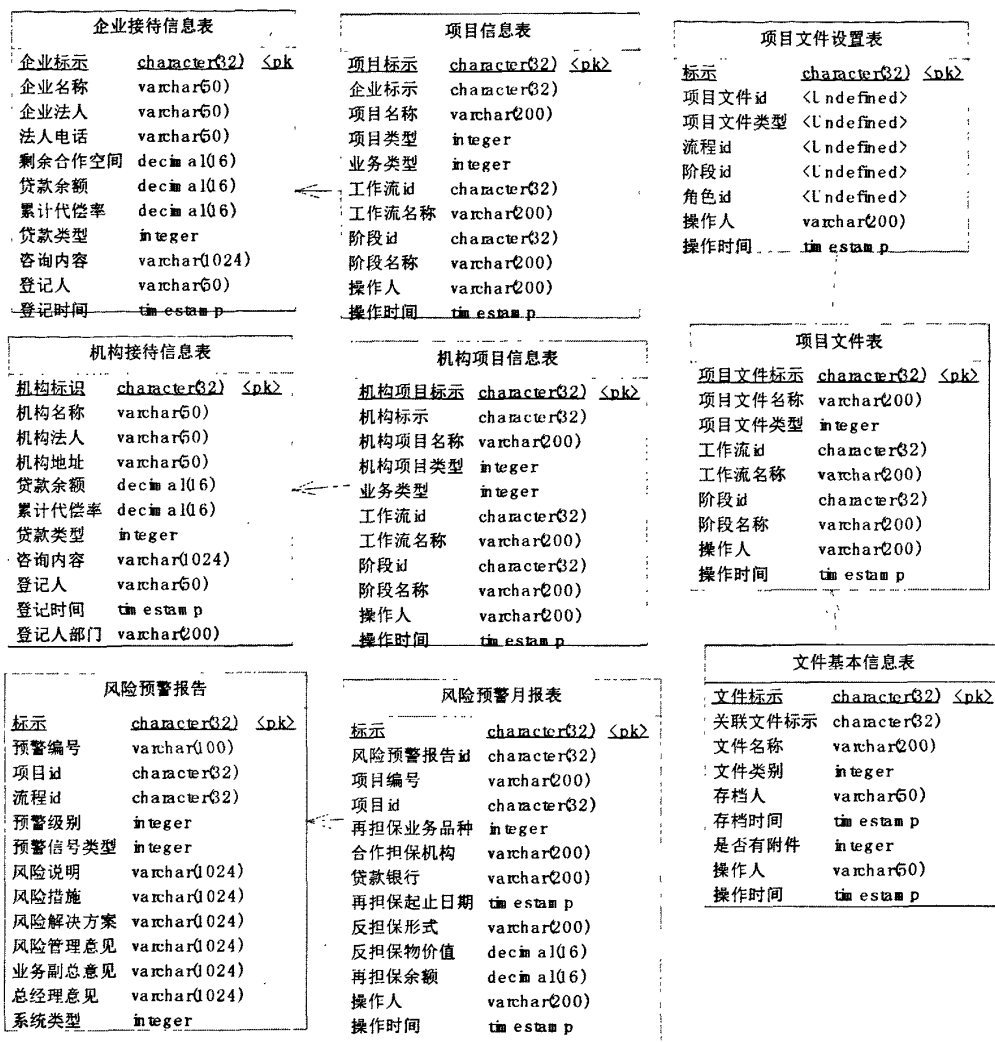 企业接待信息表
企业标示 character(32) <pk
企业名称 varchar(50)
企业法人 varchar(50)
法人电话 varchar(50)
剩余合作空间 decimal(16)
贷款余额 decimal(16)
累计代偿率 decimal(16)
贷款类型 integer
咨询内容 varchar(1024)
登记人 varchar(50)
登记时间 timestamp
项目信息表
项目标示 character(32) <pk>
企业标示 character(32)
项目名称 varchar(200)
项目类型 integer
业务类型 integer
工作流id character(32)
工作流名称 varchar(200)
阶段id character(32)
阶段名称 varchar(200)
操作人 varchar(200)
操作时间 timestamp
项目文件设置表
标示 character(32) <pk>
项目文件id <Undefined>
项目文件类型 <Undefined>
流程id <Undefined>
阶段id <Undefined>
角色id <Undefined>
操作人 varchar(200)
操作时间 timestamp
机构接待信息表
机构标识 character(32) <pk>
机构名称 varchar(50)
机构法人 varchar(50)
机构地址 varchar(50)
贷款余额 decimal(16)
累计代偿率 decimal(16)
贷款类型 integer
咨询内容 varchar(1024)
登记人 varchar(50)
登记时间 timestamp
登记人部门 varchar(200)
机构项目信息表
机构项目标示 character(32) <pk>
机构标示 character(32)
机构项目名称 varchar(200)
机构项目类型 integer
业务类型 integer
工作流id character(32)
工作流名称 varchar(200)
阶段id character(32)
阶段名称 varchar(200)
操作人 varchar(200)
操作时间 timestamp
项目文件表
项目文件标示 character(32) <pk>
项目文件名称 varchar(200)
项目文件类型 integer
工作流id character(32)
工作流名称 varchar(200)
阶段id character(32)
阶段名称 varchar(200)
操作人 varchar(200)
操作时间 timestamp
风险预警报告
标示 character(32) <pk>
预警编号 varchar(100)
项目id character(32)
流程id character(32)
预警级别 integer
预警信号类型 integer
风险说明 varchar(1024)
风险措施 varchar(1024)
风险解决方案 varchar(1024)
风险管理意见 varchar(1024)
业务副总意见 varchar(1024)
总经理意见 varchar(1024)
系统类型 integer
风险预警月报表
标示 character(32) <pk>
风险预警报告id character(32)
项目编号 varchar(200)
项目id character(32)
再担保业务品种 integer
合作担保机构 varchar(200)
贷款银行 varchar(200)
再担保起止日期 timestamp
反担保形式 varchar(200)
反担保物价值 decimal(16)
再担保余额 decimal(16)
操作人 varchar(200)
操作时间 timestamp
文件基本信息表
文件标示 character(32) <pk>
关联文件标示 character(32)
文件名称 varchar(200)
文件类别 integer
存档人 varchar(50)
存档时间 timestamp
是否有附件 integer
操作人 varchar(50)
操作时间 timestamp